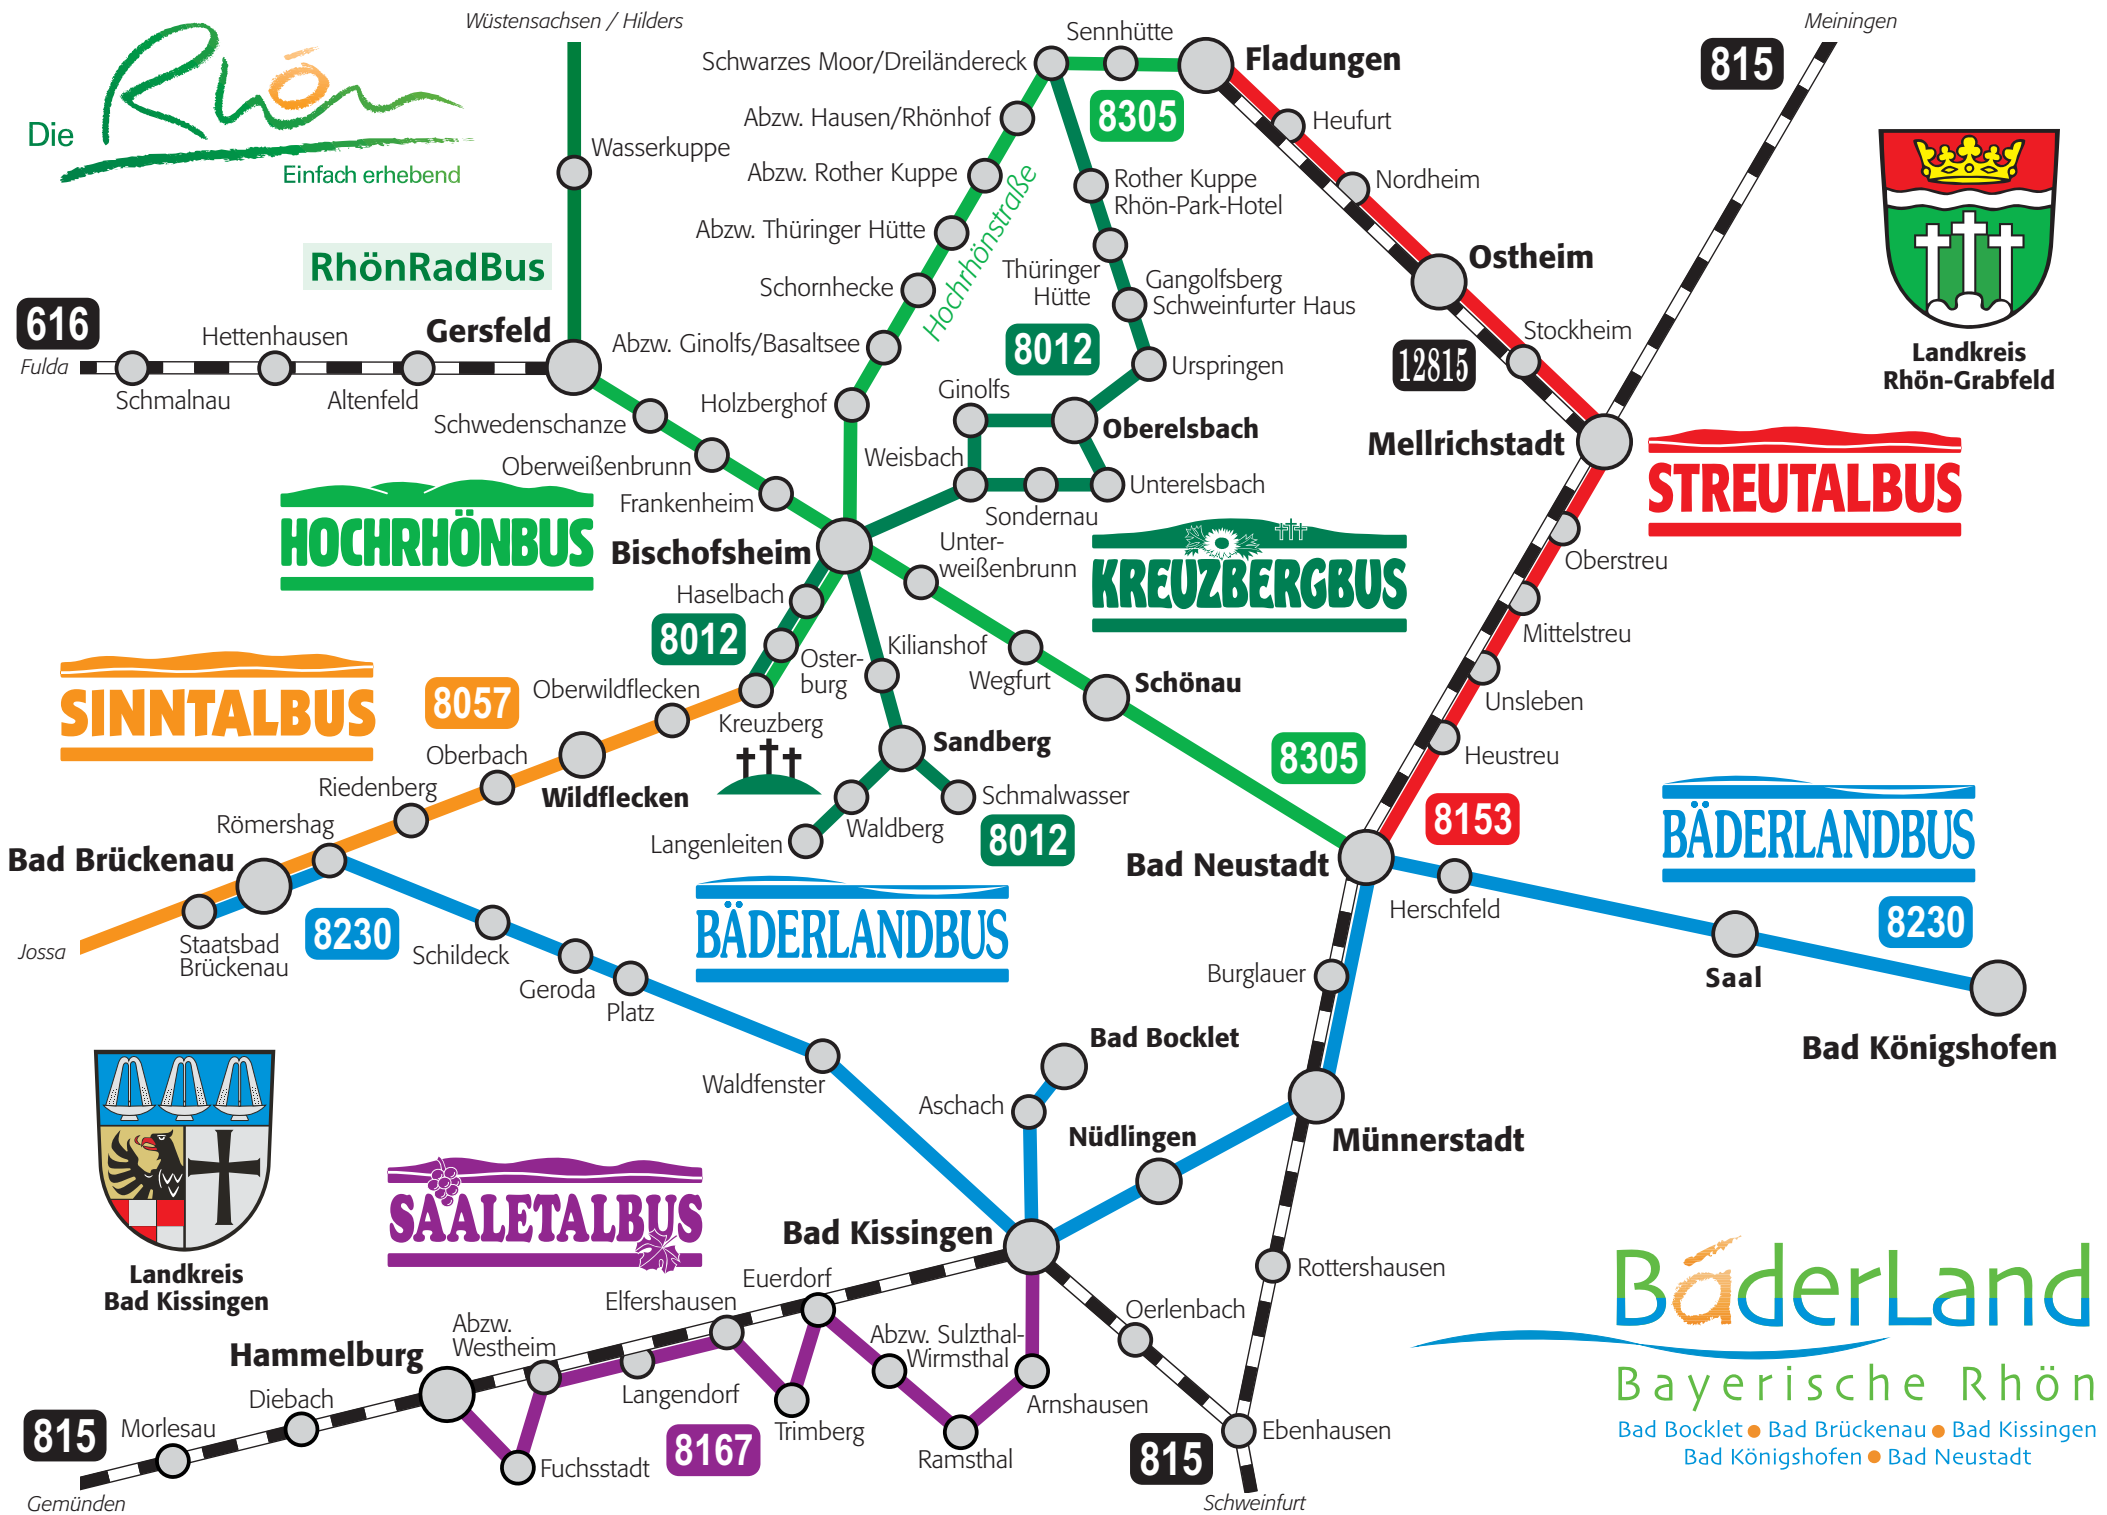 Wüstensachsen / Hilders
Meiningen
Die Rhön
Einfach erhebend
Sennhütte
Schwarzes Moor/Dreiländereck
Fladungen
815
8305
Abzw. Hausen/Rhönhof
Heufurt
Wasserkuppe
Abzw. Rother Kuppe
Rother Kuppe
Rhön-Park-Hotel
Nordheim
Hochrhönstraße
Abzw. Thüringer Hütte
RhönRadBus
Ostheim
Thüringer
Hütte
Gangolfsberg
Schweinfurter Haus
Schornhecke
616
Hettenhausen
Gersfeld
Abzw. Ginolfs/Basaltsee
8012
Stockheim
12815
Landkreis
Rhön-Grabfeld
Fulda
Schmalnau
Altenfeld
Urspringen
Ginolfs
Holzberghof
Schwedenschanze
Oberelsbach
Mellrichstadt
STREUTALBUS
Oberweißenbrunn
Weisbach
Unterelsbach
Frankenheim
Sondernau
HOCHRHÖNBUS
Bischofsheim
Unter-
weißenbrunn
KREUZBERGBUS
Oberstreu
Haselbach
8012
Mittelstreu
Kilianshof
Oster-
burg
Wegfurt
Schönau
SINNTALBUS
8057
Oberwildflecken
Unsleben
Kreuzberg
Sandberg
8305
Heustreu
Oberbach
Riedenberg
Wildflecken
Schmalwasser
8153
Römershag
Waldberg
8012
Langenleiten
BÄDERLANDBUS
Bad Brückenau
Bad Neustadt
Herschfeld
8230
8230
BÄDERLANDBUS
Staatsbad
Brückenau
Jossa
Schildeck
Geroda
Platz
Burglauer
Saal
Bad Königshofen
Bad Bocklet
Waldfenster
Aschach
Nüdlingen
Münnerstadt
SAALETALBUS
Bad Kissingen
Landkreis
Bad Kissingen
Euerdorf
Rottershausen
Elfershausen
Abzw.
Westheim
Abzw. Sulzthal-
Wirmsthal
Oerlenbach
BäderLand
Hammelburg
Diebach
Langendorf
Arnshausen
Bayerische Rhön
815
Morlesau
Trimberg
8167
Ramsthal
Fuchsstadt
Ebenhausen
815
Bad Bocklet ● Bad Brückenau ● Bad Kissingen
Bad Königshofen ● Bad Neustadt
Gemünden
Schweinfurt